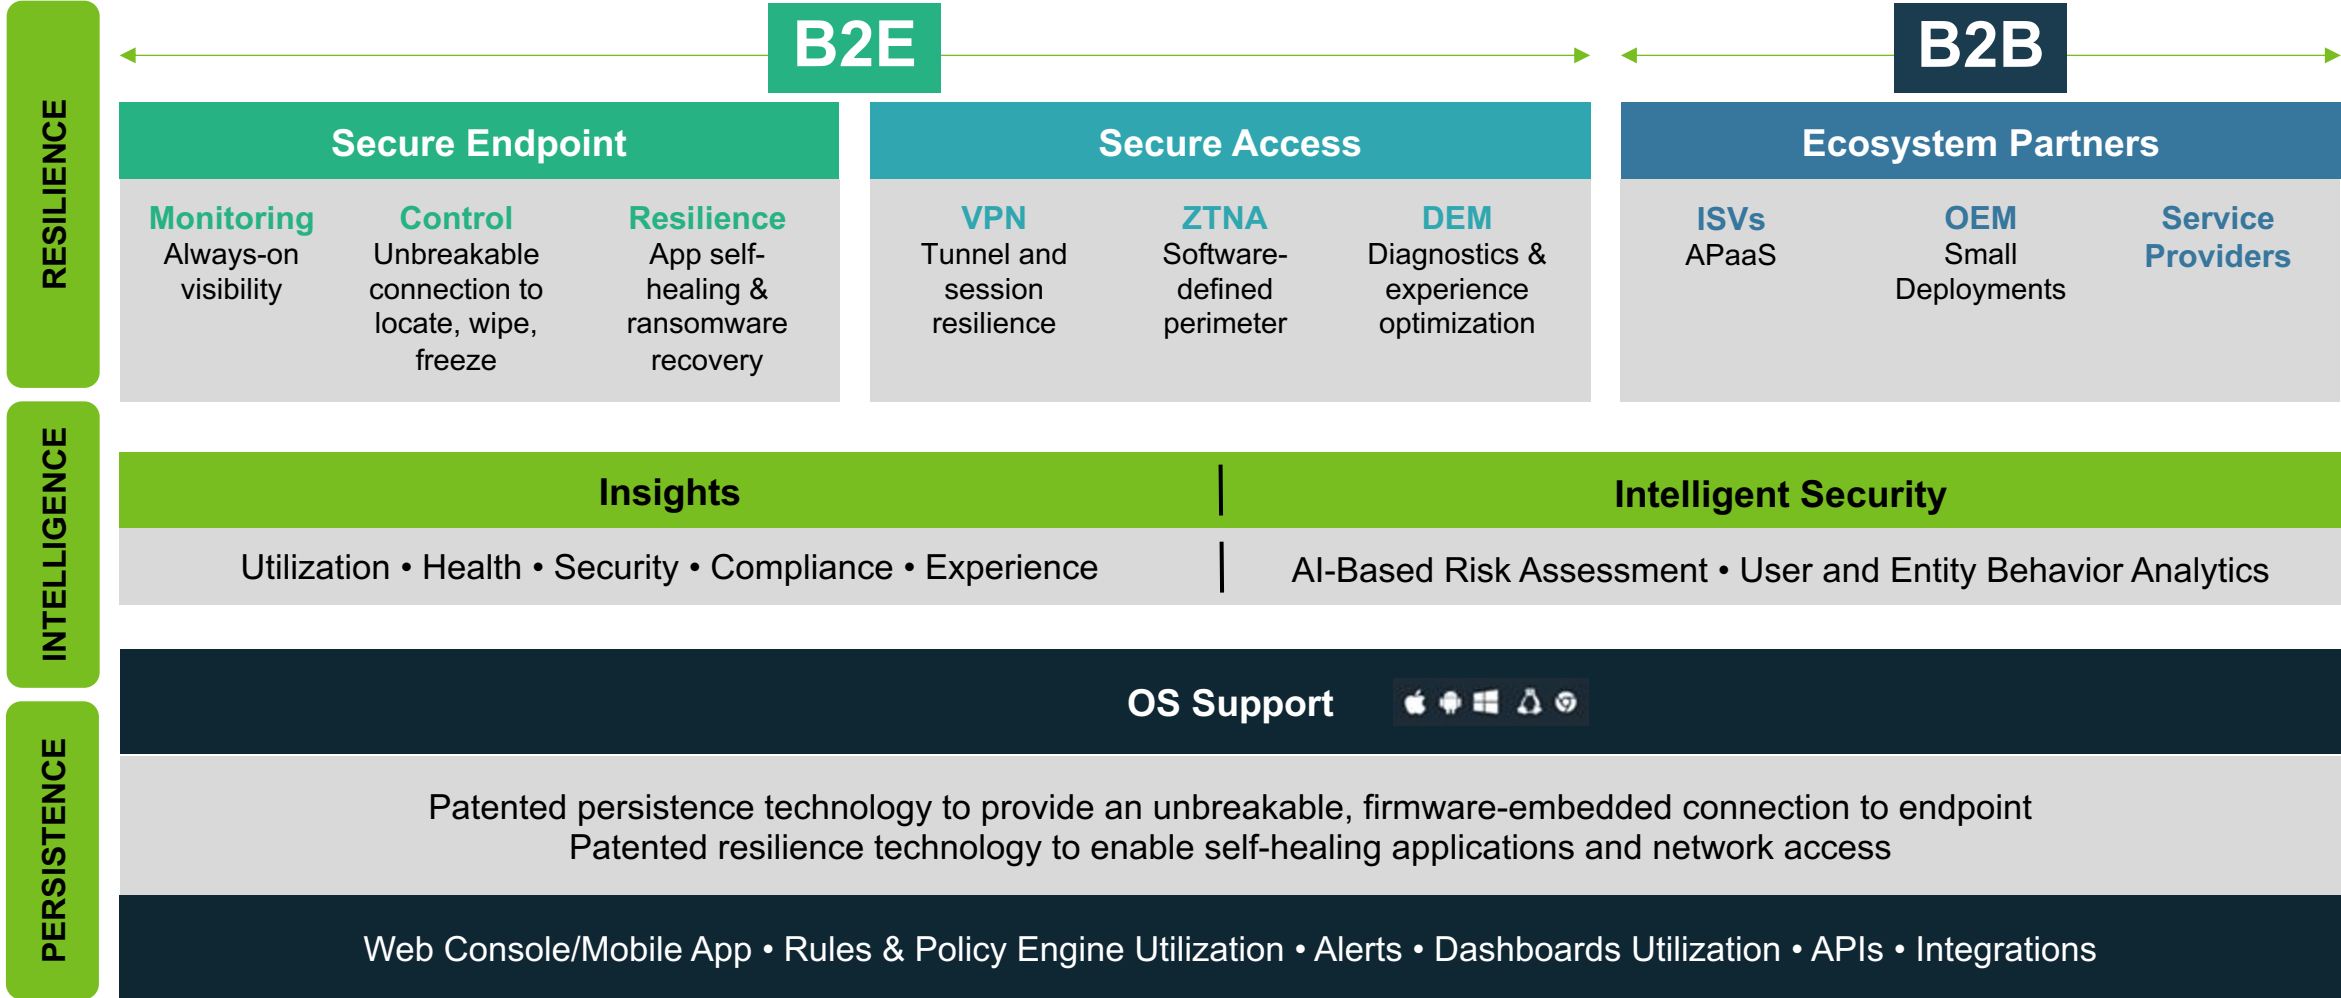 B2E
B2B
RESILIENCE
Secure Endpoint
Monitoring
Always-on
visibility
Control
Unbreakable
connection to
locate, wipe,
freeze
Resilience
App self-
healing &
ransomware
recovery
Secure Access
VPN
Tunnel and
session
resilience
ZTNA
Software-
defined
perimeter
DEM
Diagnostics &
experience
optimization
Ecosystem Partners
ISVs
APaaS
OEM
Small
Deployments
Service
Providers
INTELLIGENCE
Insights
Intelligent Security
Utilization • Health • Security • Compliance • Experience
AI-Based Risk Assessment • User and Entity Behavior Analytics
PERSISTENCE
OS Support
Patented persistence technology to provide an unbreakable, firmware-embedded connection to endpoint
Patented resilience technology to enable self-healing applications and network access
Web Console/Mobile App • Rules & Policy Engine Utilization • Alerts • Dashboards Utilization • APIs • Integrations